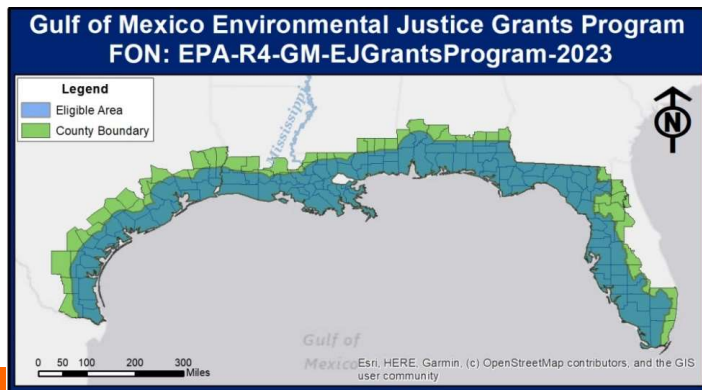 Gulf of Mexico Environmental Justice Grants Program
FON: EPA-R4-GM-EJGrantsProgram-2023
Legend
Eligible Area
County Boundary
Mississippi
N
Gulf of
Mexico
0 50 100 200 300
Miles
Esri, HERE, Garmin, (c) OpenStreetMap contributors, and the GIS
user community